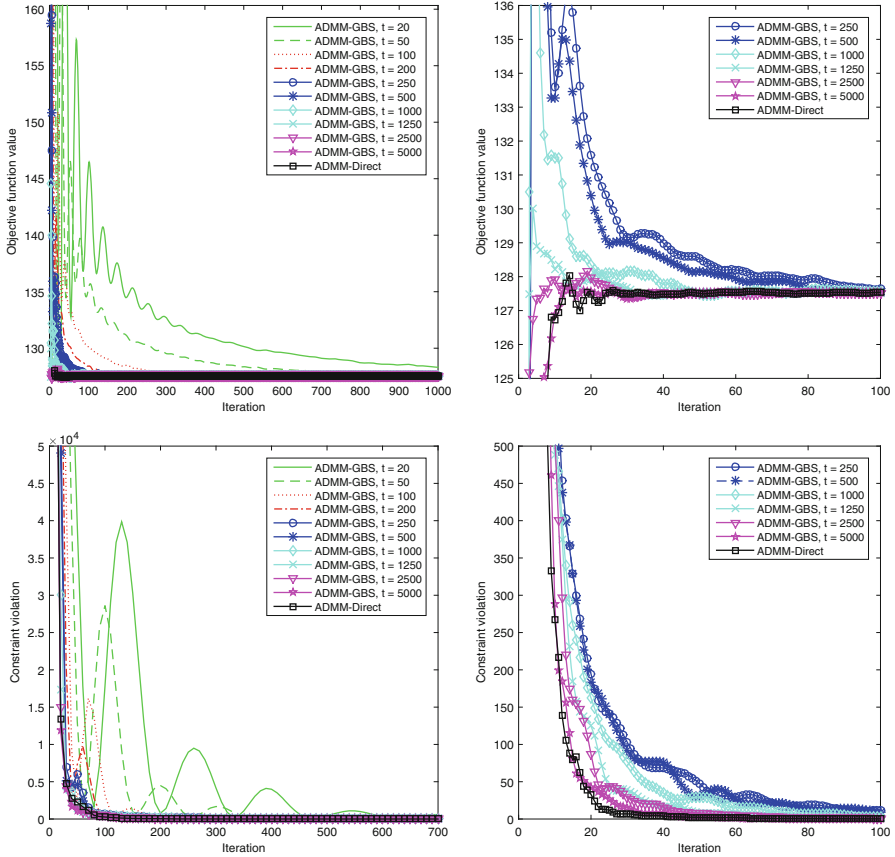 160
155
150
145
140
135
130
Objective function value
0 100 200 300 400 500 600 700 800 900 1000
Iteration
ADMM-GBS, t = 20
ADMM-GBS, t = 50
ADMM-GBS, t = 100
ADMM-GBS, t = 200
ADMM-GBS, t = 250
ADMM-GBS, t = 500
ADMM-GBS, t = 1000
ADMM-GBS, t = 1250
ADMM-GBS, t = 2500
ADMM-GBS, t = 5000
ADMM-Direct
136
135
134
133
132
131
130
129
128
127
126
125
Objective function value
0 20 40 60 80 100
Iteration
ADMM-GBS, t = 250
ADMM-GBS, t = 500
ADMM-GBS, t = 1000
ADMM-GBS, t = 1250
ADMM-GBS, t = 2500
ADMM-GBS, t = 5000
ADMM-Direct
× 10⁴
5
4.5
4
3.5
3
2.5
2
1.5
1
0.5
0
Constraint violation
0 100 200 300 400 500 600 700
Iteration
ADMM-GBS, t = 20
ADMM-GBS, t = 50
ADMM-GBS, t = 100
ADMM-GBS, t = 200
ADMM-GBS, t = 250
ADMM-GBS, t = 500
ADMM-GBS, t = 1000
ADMM-GBS, t = 1250
ADMM-GBS, t = 2500
ADMM-GBS, t = 5000
ADMM-Direct
500
450
400
350
300
250
200
150
100
50
0
Constraint violation
0 20 40 60 80 100
Iteration
ADMM-GBS, t = 250
ADMM-GBS, t = 500
ADMM-GBS, t = 1000
ADMM-GBS, t = 1250
ADMM-GBS, t = 2500
ADMM-GBS, t = 5000
ADMM-Direct